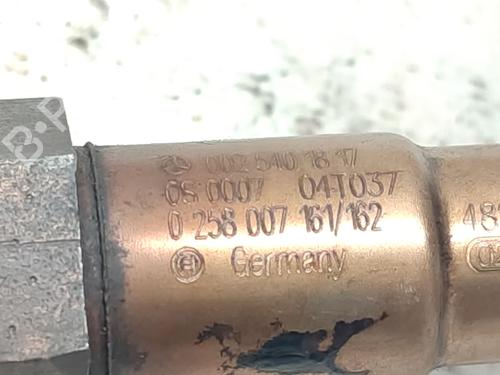 002 540 18 17
OS 0007 04T037
0 258 007 161/162
Germany